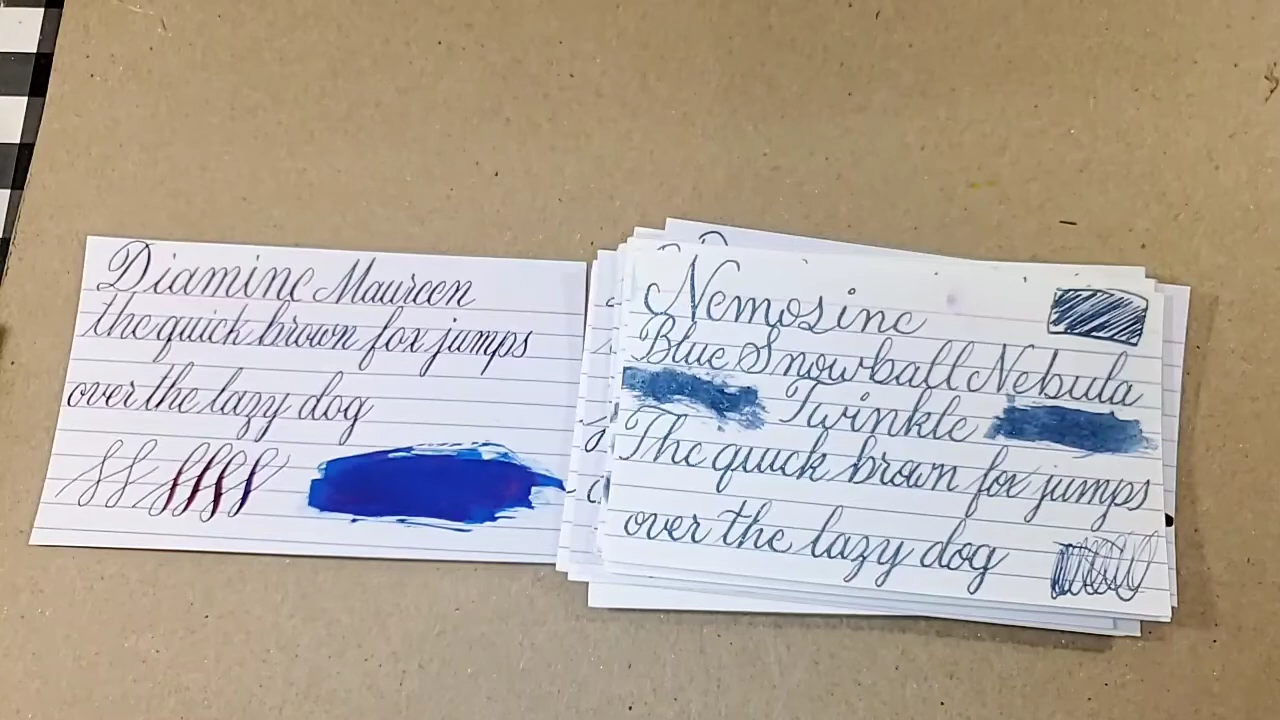 Diamine Maureen
the quick brown fox jumps
over the lazy dog
Nemosine
Blue Snowball Nebula
Twinkle
The quick brown fox jumps
over the lazy dog